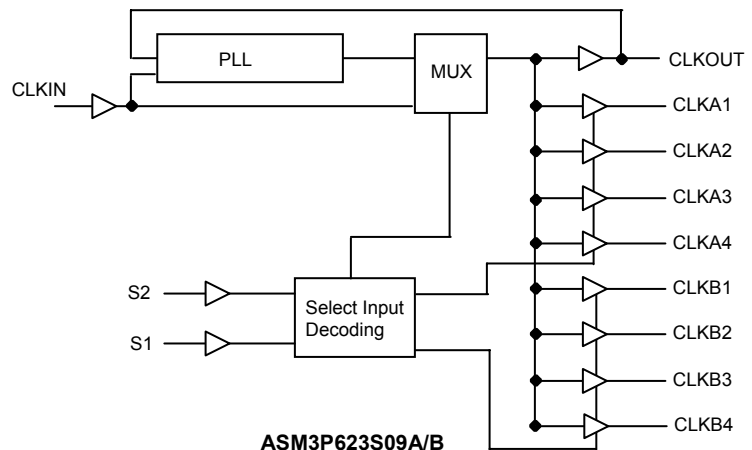 PLL
MUX
CLKOUT
CLKIN
CLKA1
CLKA2
CLKA3
CLKA4
S2
Select Input
Decoding
CLKB1
S1
CLKB2
CLKB3
CLKB4
ASM3P623S09A/B